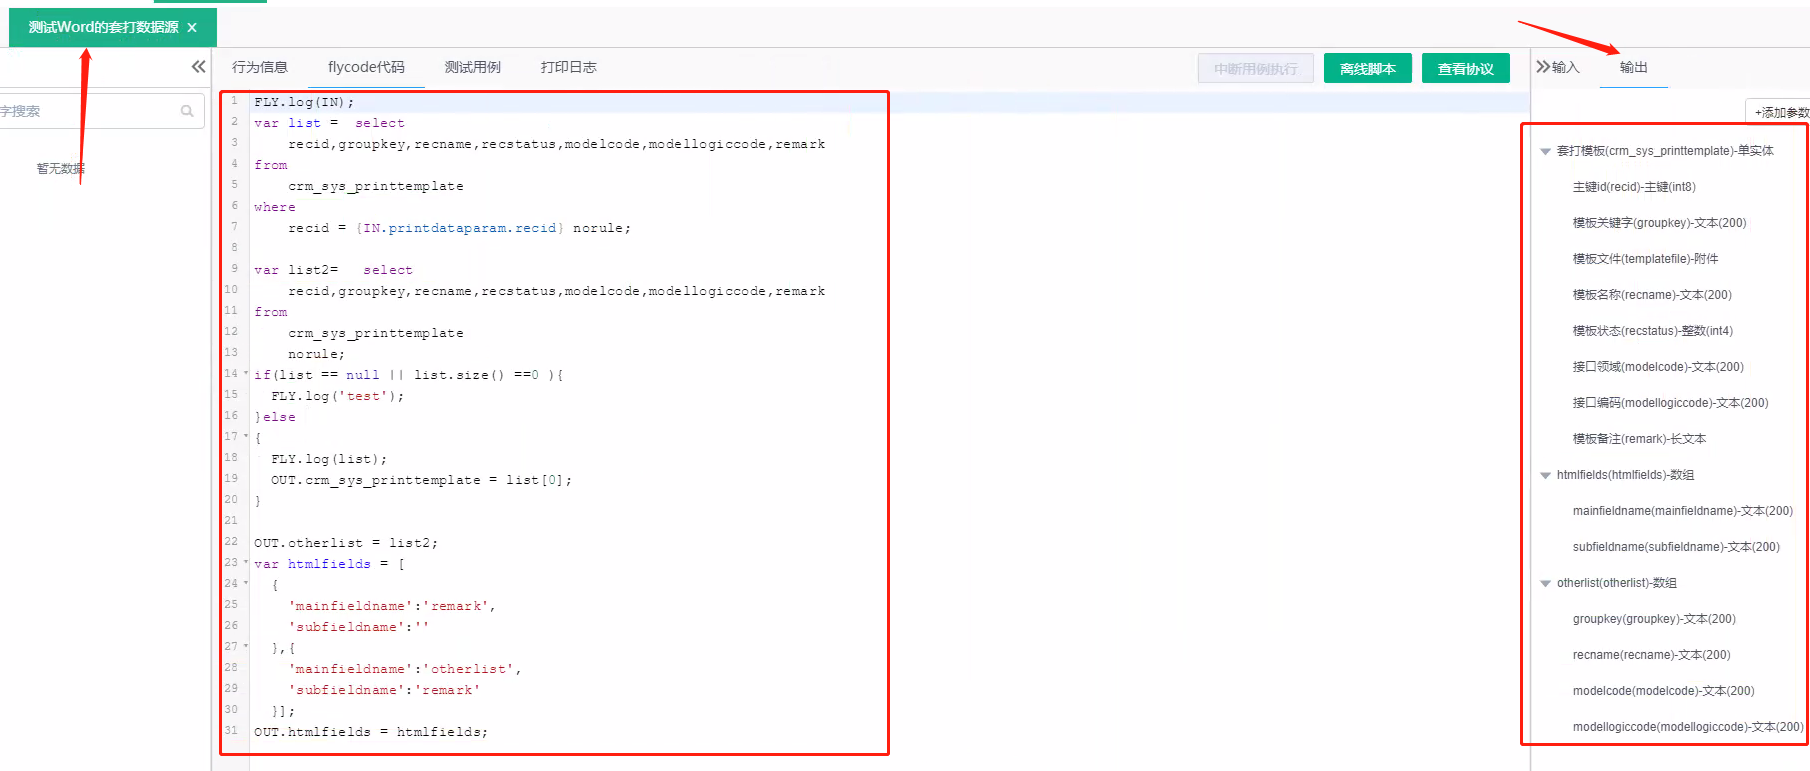 测试Word的套打数据源 ×
行为信息 flycode代码 测试用例 打印日志 中断用例执行 离线脚本 查看协议 输入 输出
字搜索
+添加参数
暂无数据
1 FLY.log(IN);
2 var list =  select
3 recid,groupkey,recname,recstatus,modelcode,modellogiccode,remark
4 from
5 crm_sys_printtemplate
6 where
7 recid = {IN.printdataparam.recid} norule;
8
9 var list2=   select
10 recid,groupkey,recname,recstatus,modelcode,modellogiccode,remark
11 from
12 crm_sys_printtemplate
13 norule;
14 if(list == null || list.size() ==0 ){
15 FLY.log('test');
16 }else
17 {
18 FLY.log(list);
19 OUT.crm_sys_printtemplate = list[0];
20 }
21
22 OUT.otherlist = list2;
23 var htmlfields = [
24 {
25 'mainfieldname':'remark',
26 'subfieldname':''
27 },{
28 'mainfieldname':'otherlist',
29 'subfieldname':'remark'
30 }];
31 OUT.htmlfields = htmlfields;
套打模板(crm_sys_printtemplate)-单实体
主键id(recid)-主键(int8)
模板关键字(groupkey)-文本(200)
模板文件(templatefile)-附件
模板名称(recname)-文本(200)
模板状态(recstatus)-整数(int4)
接口领域(modelcode)-文本(200)
接口编码(modellogiccode)-文本(200)
模板备注(remark)-长文本
htmlfields(htmlfields)-数组
mainfieldname(mainfieldname)-文本(200)
subfieldname(subfieldname)-文本(200)
otherlist(otherlist)-数组
groupkey(groupkey)-文本(200)
recname(recname)-文本(200)
modelcode(modelcode)-文本(200)
modellogiccode(modellogiccode)-文本(200)